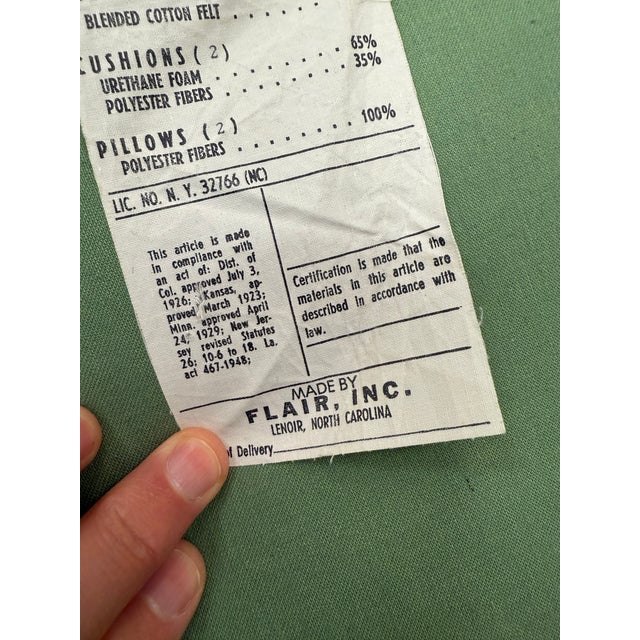 BLENDED COTTON FELT . . . . . . .
CUSHIONS (2)
URETHANE FOAM . . . . . . . . . 65%
POLYESTER FIBERS . . . . . . . . 35%
PILLOWS (2)
POLYESTER FIBERS . . . . . . . . 100%
LIC. NO. N. Y. 32766 (NC)
This article is made
in compliance with
an act of: Dist. of
Col. approved July 3,
1926; Kansas, ap-
proved March 1923;
Minn. approved April
24, 1929; New Jer-
sey revised Statutes
26; 10-6 to 18. La.
act 467-1948;
Certification is made that the
materials in this article are
described in accordance with
law.
MADE BY
FLAIR, INC.
LENOIR, NORTH CAROLINA
of Delivery